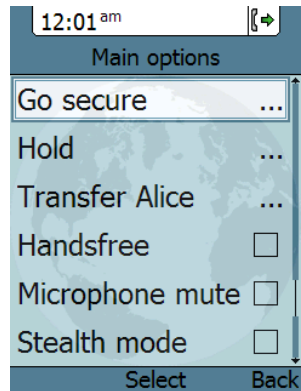 12:01 am
Main options
Go secure ...
Hold ...
Transfer Alice ...
Handsfree
Microphone mute
Stealth mode
Select Back